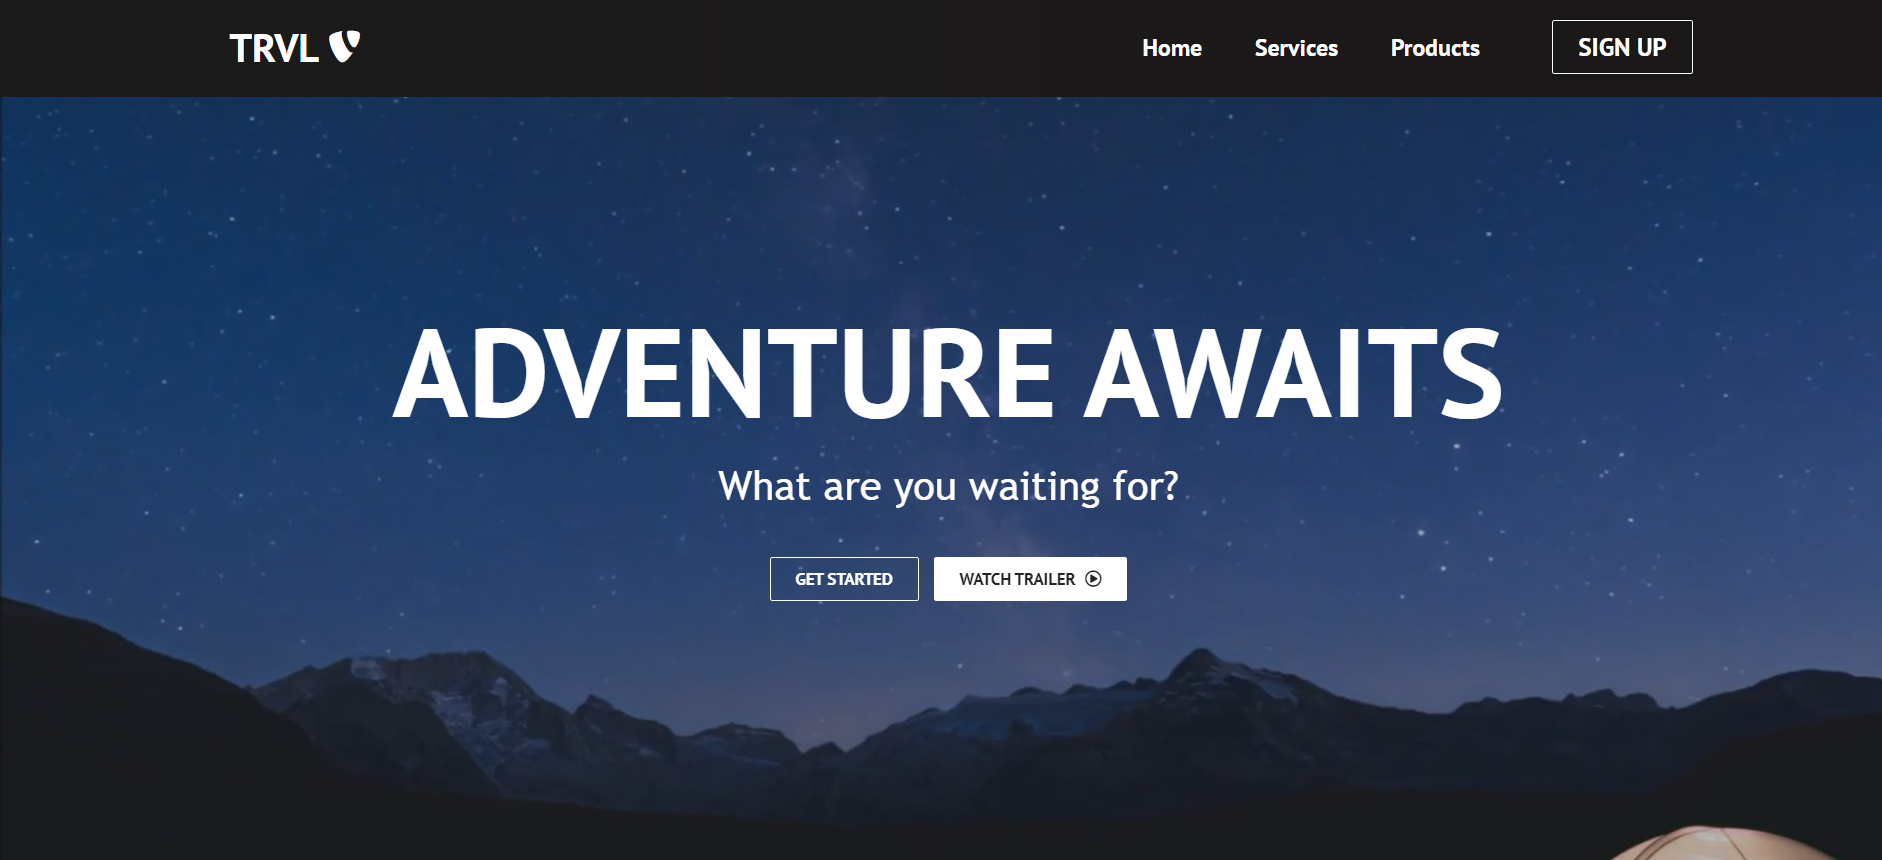 TRVL
Home Services Products SIGN UP
ADVENTURE AWAITS
What are you waiting for?
GET STARTED WATCH TRAILER